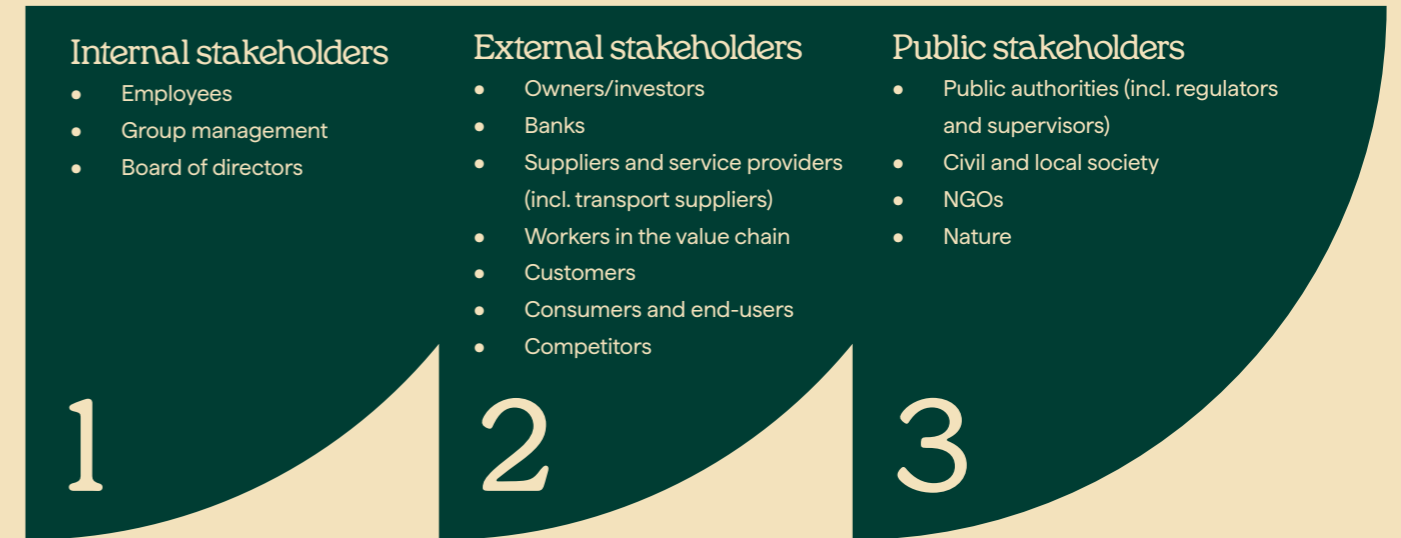 Internal stakeholders
• Employees
• Group management
• Board of directors
1
External stakeholders
• Owners/investors
• Banks
• Suppliers and service providers
(incl. transport suppliers)
• Workers in the value chain
• Customers
• Consumers and end-users
• Competitors
2
Public stakeholders
• Public authorities (incl. regulators
and supervisors)
• Civil and local society
• NGOs
• Nature
3